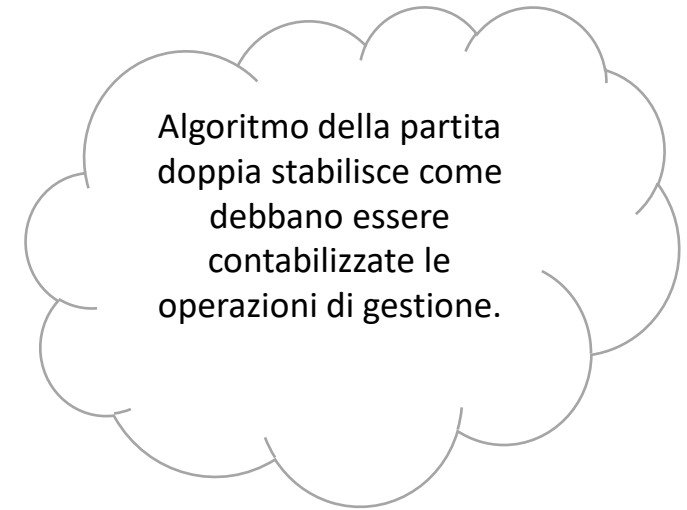 Algoritmo della partita
doppia stabilisce come
debbano essere
contabilizzate le
operazioni di gestione.